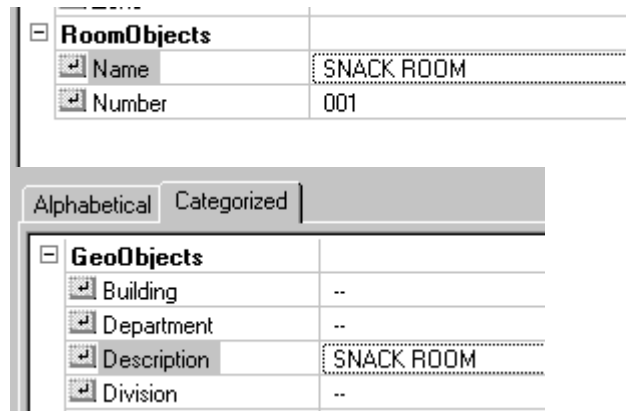 RoomObjects
Name SNACK ROOM
Number 001
Alphabetical Categorized
GeoObjects
Building --
Department --
Description SNACK ROOM
Division --